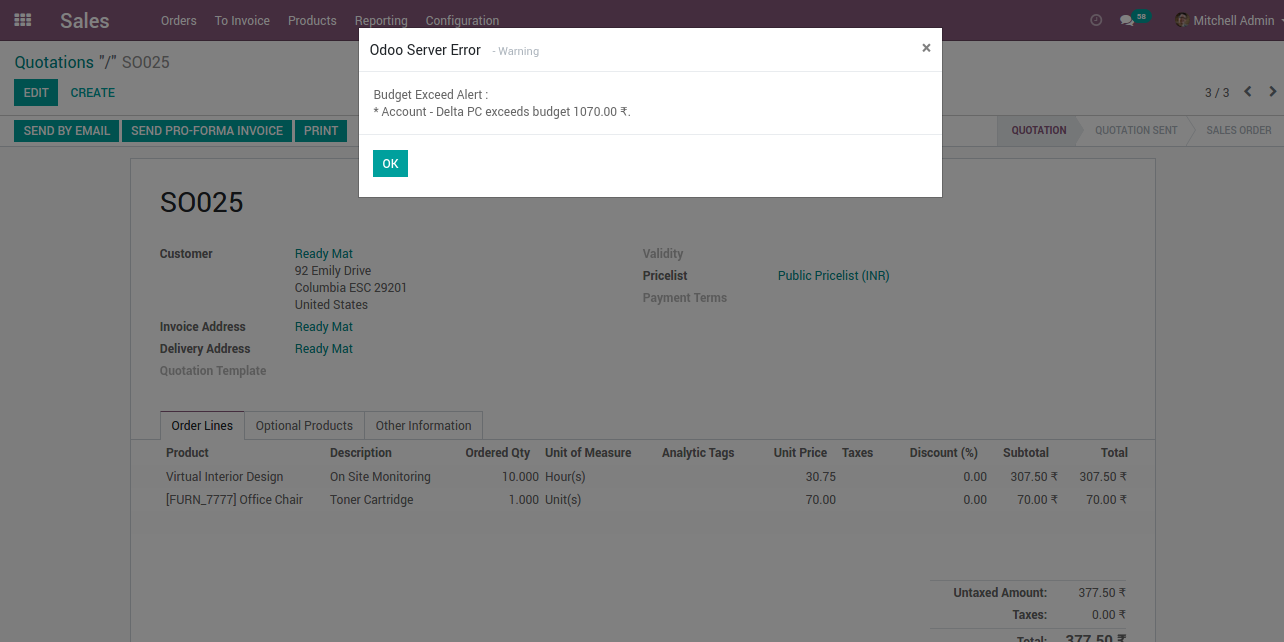 Sales Orders To Invoice Products Reporting Configuration 58 Mitchell Admin
Odoo Server Error - Warning ×
Budget Exceed Alert :
* Account - Delta PC exceeds budget 1070.00 ₹.
OK
Quotations "/" SO025
EDIT CREATE 3 / 3
SEND BY EMAIL SEND PRO-FORMA INVOICE PRINT QUOTATION QUOTATION SENT SALES ORDER
SO025
Customer Ready Mat
92 Emily Drive
Columbia ESC 29201
United States
Invoice Address Ready Mat
Delivery Address Ready Mat
Quotation Template
Validity
Pricelist Public Pricelist (INR)
Payment Terms
Order Lines Optional Products Other Information
Product Description Ordered Qty Unit of Measure Analytic Tags Unit Price Taxes Discount (%) Subtotal Total
Virtual Interior Design On Site Monitoring 10.000 Hour(s) 30.75 0.00 307.50 ₹ 307.50 ₹
[FURN_7777] Office Chair Toner Cartridge 1.000 Unit(s) 70.00 0.00 70.00 ₹ 70.00 ₹
Untaxed Amount: 377.50 ₹
Taxes: 0.00 ₹
Total: 377.50 ₹